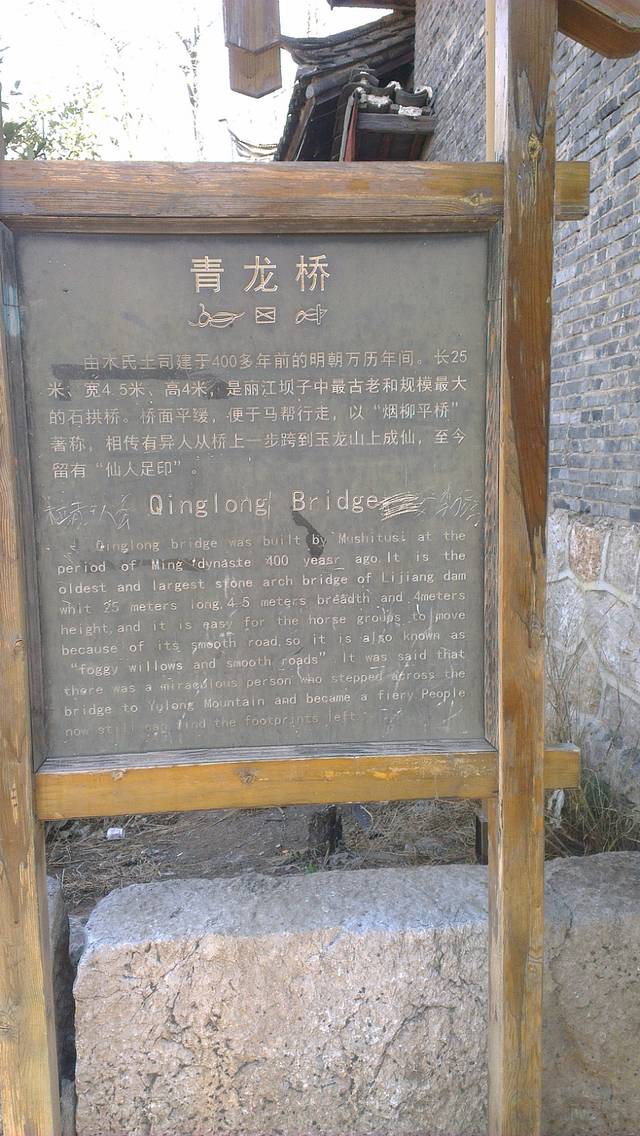 青龙桥
由木氏土司建于400多年前的明朝万历年间。长25
米、宽4.5米、高4米，是丽江坝子中最古老和规模最大
的石拱桥。桥面平缓，便于马帮行走，以“烟柳平桥”
著称，相传有异人从桥上一步跨到玉龙山上成仙，至今
留有“仙人足印”。
Qinglong Bridge
Qinglong bridge was built by Mushitusi at the
period of Ming dynaste 400 yeasr ago.It is the
oldest and largest stone arch bridge of Lijiang dam
whit 25 meters long,4.5 meters breadth and 4meters
height,and it is easy for the horse groups to move
because of its smooth road,so it is also known as
“foggy willows and smooth roads” It was said that
there was a miraculous person who stepped across the
bridge to Yulong Mountain and became a fiery.People
now still can find the footprints left